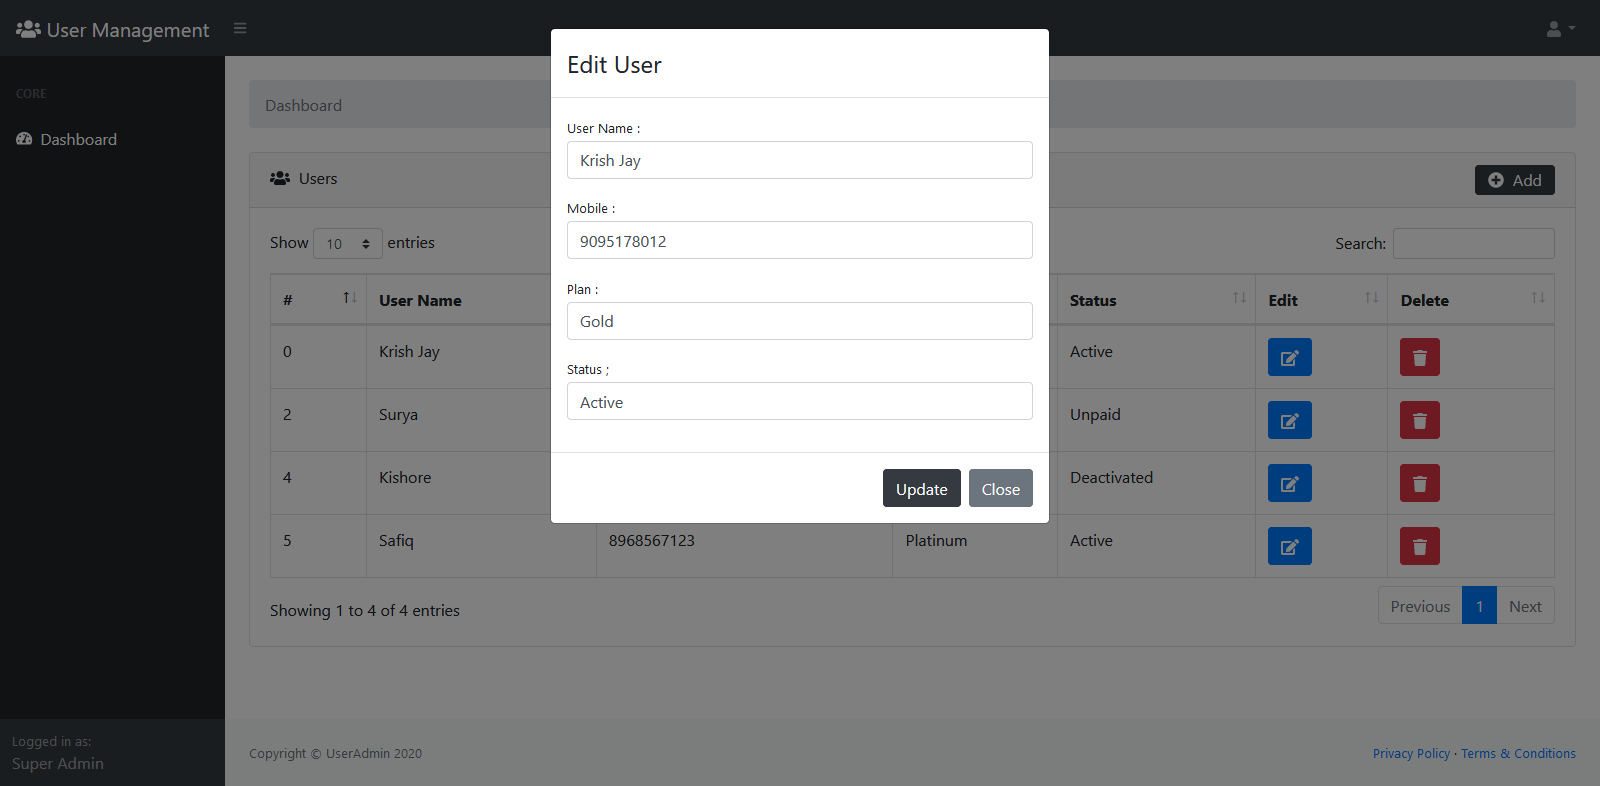 User Management
CORE
Dashboard
Logged in as:
Super Admin
Dashboard
Users
Add
Show 10 entries
Search:
# User Name Status Edit Delete
0 Krish Jay Active
2 Surya Unpaid
4 Kishore Deactivated
5 Safiq 8968567123 Platinum Active
Showing 1 to 4 of 4 entries
Previous 1 Next
Copyright © UserAdmin 2020
Privacy Policy · Terms & Conditions
Edit User
User Name :
Krish Jay
Mobile :
9095178012
Plan :
Gold
Status ;
Active
Update Close